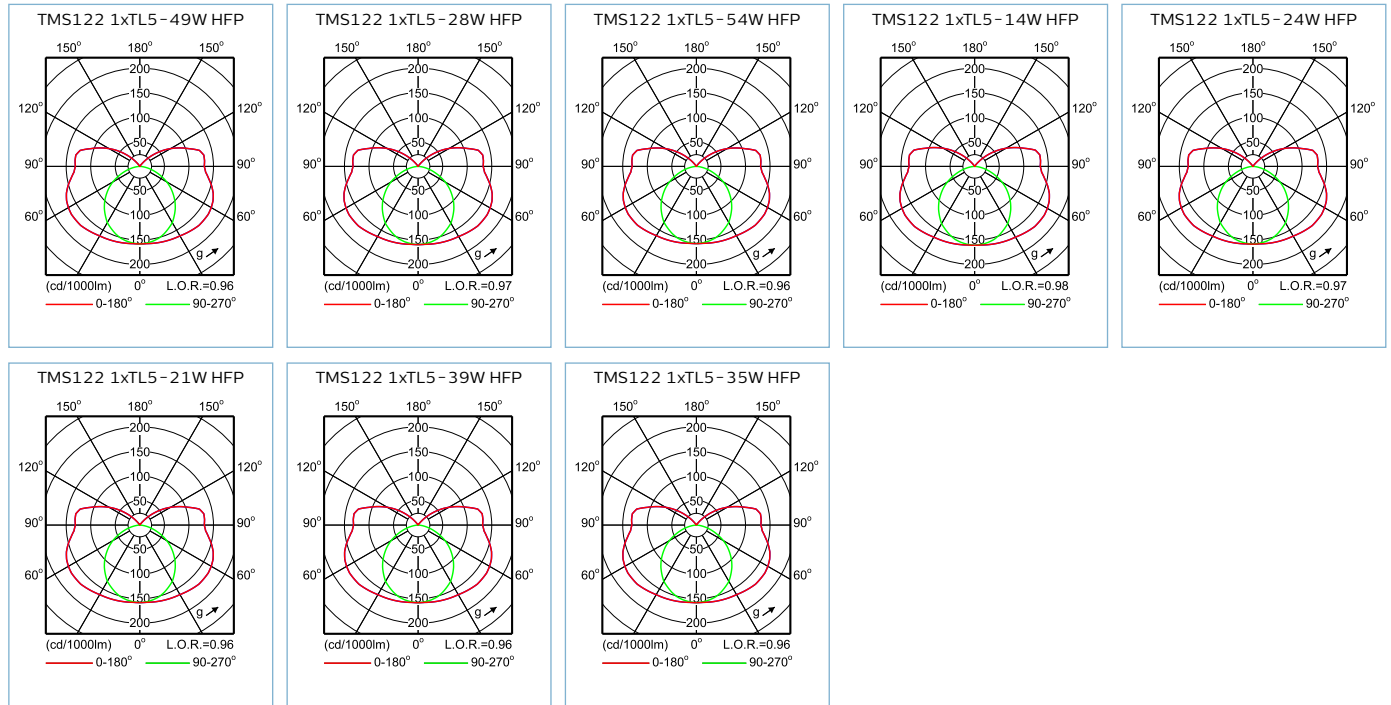 TMS122 1xTL5-49W HFP
150° 180° 150°
200
150
120° 120°
100
50
90° 90°
50
60° 100 60°
150
g
200
(cd/1000lm) 0° L.O.R.=0.96
0-180° 90-270°
TMS122 1xTL5-28W HFP
150° 180° 150°
200
150
120° 120°
100
50
90° 90°
50
60° 100 60°
150
g
200
(cd/1000lm) 0° L.O.R.=0.97
0-180° 90-270°
TMS122 1xTL5-54W HFP
150° 180° 150°
200
150
120° 120°
100
50
90° 90°
50
60° 100 60°
150
g
200
(cd/1000lm) 0° L.O.R.=0.96
0-180° 90-270°
TMS122 1xTL5-14W HFP
150° 180° 150°
200
150
120° 120°
100
50
90° 90°
50
60° 100 60°
150
g
200
(cd/1000lm) 0° L.O.R.=0.98
0-180° 90-270°
TMS122 1xTL5-24W HFP
150° 180° 150°
200
150
120° 120°
100
50
90° 90°
50
60° 100 60°
150
g
200
(cd/1000lm) 0° L.O.R.=0.97
0-180° 90-270°
TMS122 1xTL5-21W HFP
150° 180° 150°
200
150
120° 120°
100
50
90° 90°
50
60° 100 60°
150
g
200
(cd/1000lm) 0° L.O.R.=0.96
0-180° 90-270°
TMS122 1xTL5-39W HFP
150° 180° 150°
200
150
120° 120°
100
50
90° 90°
50
60° 100 60°
150
g
200
(cd/1000lm) 0° L.O.R.=0.96
0-180° 90-270°
TMS122 1xTL5-35W HFP
150° 180° 150°
200
150
120° 120°
100
50
90° 90°
50
60° 100 60°
150
g
200
(cd/1000lm) 0° L.O.R.=0.96
0-180° 90-270°